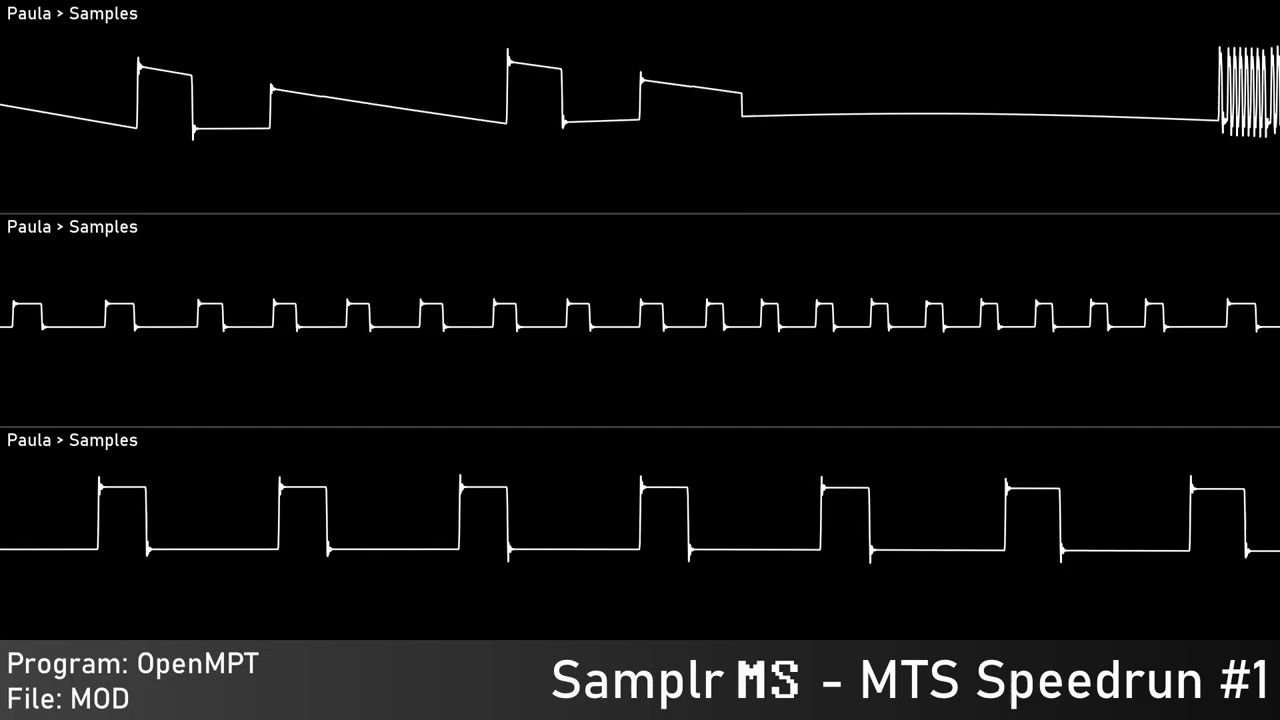 Paula > Samples
Paula > Samples
Paula > Samples
Program: OpenMPT
File: MOD
Samplr MS - MTS Speedrun #1